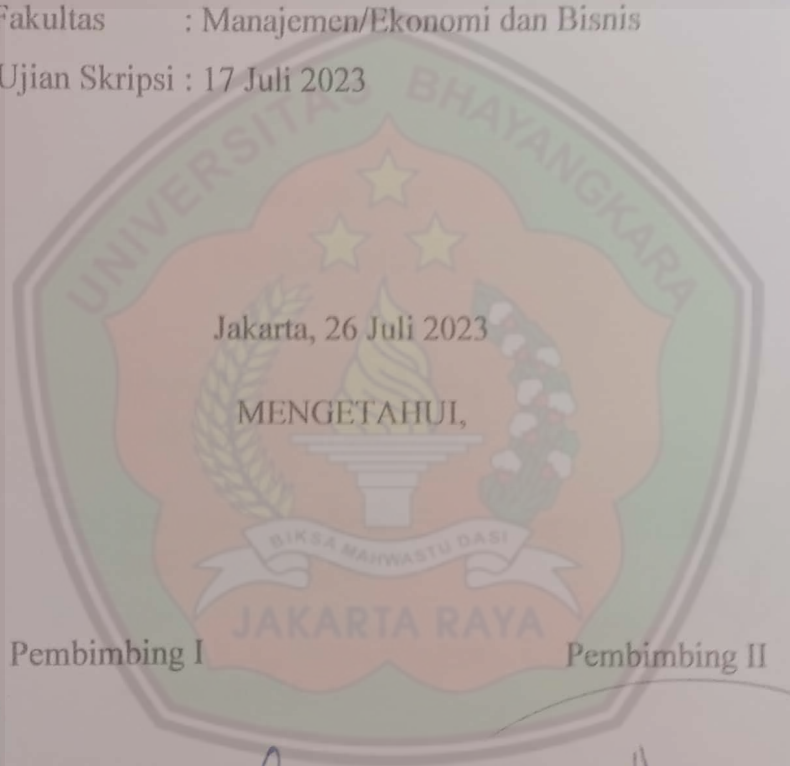 Fakultas : Manajemen/Ekonomi dan Bisnis
Ujian Skripsi : 17 Juli 2023
UNIVERSITAS BHAYANGKARA
Jakarta, 26 Juli 2023
MENGETAHUI,
BIKSA MAHWASTU DASI
JAKARTA RAYA
Pembimbing I Pembimbing II